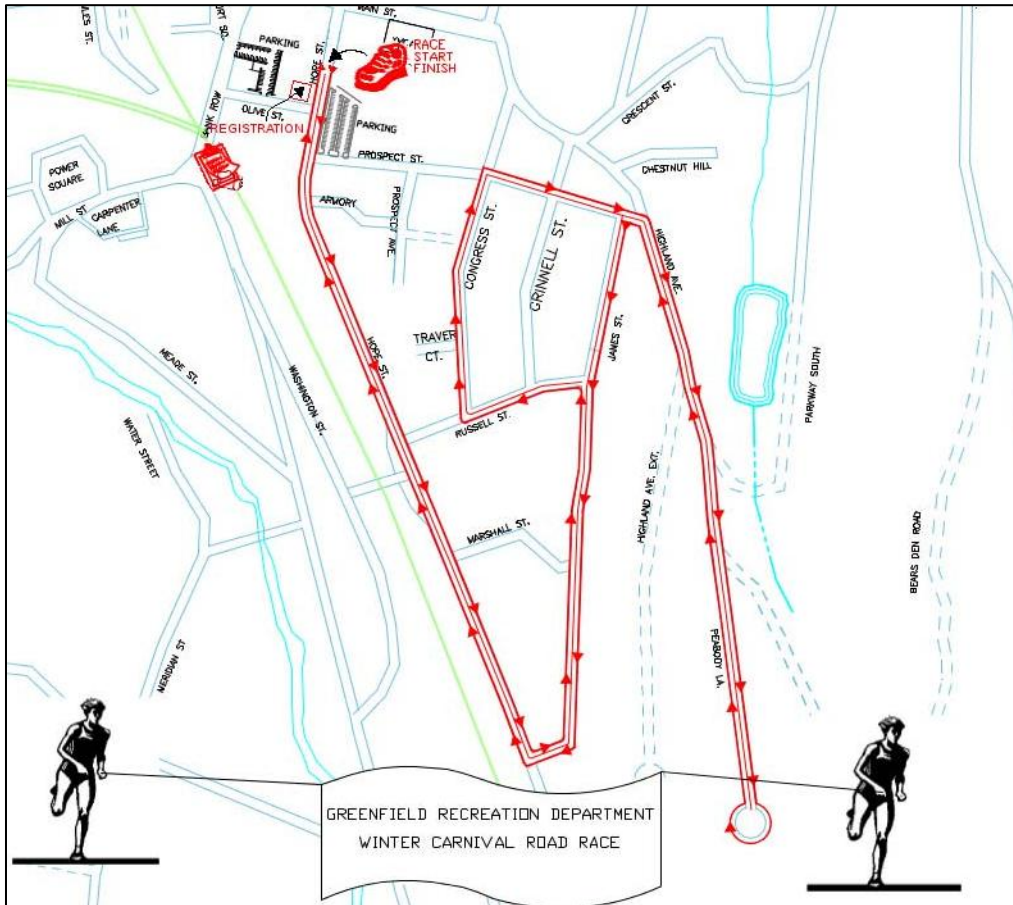 MAIN ST.
HOPE ST.
PARKING
RACE
START
FINISH
OLIVE ST.
REGISTRATION
PARKING
PROSPECT ST.
CRESCENT ST.
CHESTNUT HILL
POWER
SQUARE
MILL ST.
CARPENTER
LANE
ARMORY
PROSPECT AVE.
CONGRESS ST.
GRINNELL ST.
HIGHLAND AVE.
TRAVER
CT.
JAMES ST.
HOPE ST.
MEADE ST.
WASHINGTON ST.
PARKWAY SOUTH
RUSSELL ST.
WATER STREET
HIGHLAND AVE. EXT.
MARSHALL ST.
BEARS DEN ROAD
MERIDIAN ST
PEABODY LA.
GREENFIELD RECREATION DEPARTMENT
WINTER CARNIVAL ROAD RACE